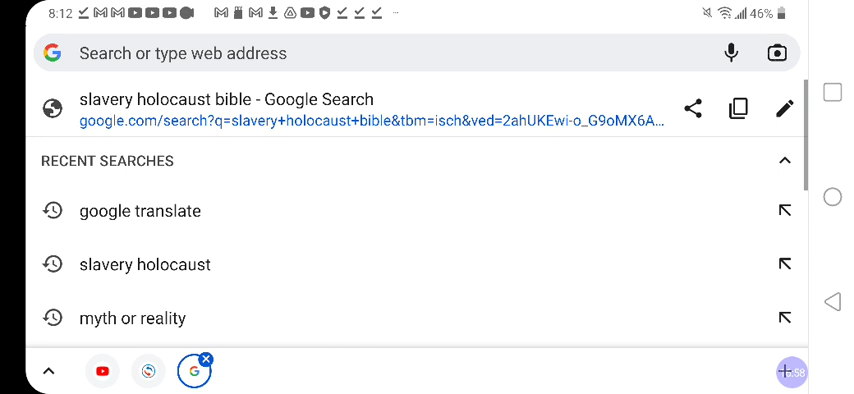 8:12
46%
Search or type web address
slavery holocaust bible - Google Search
google.com/search?q=slavery+holocaust+bible&tbm=isch&ved=2ahUKEwi-o_G9oMX6A...
RECENT SEARCHES
google translate
slavery holocaust
myth or reality